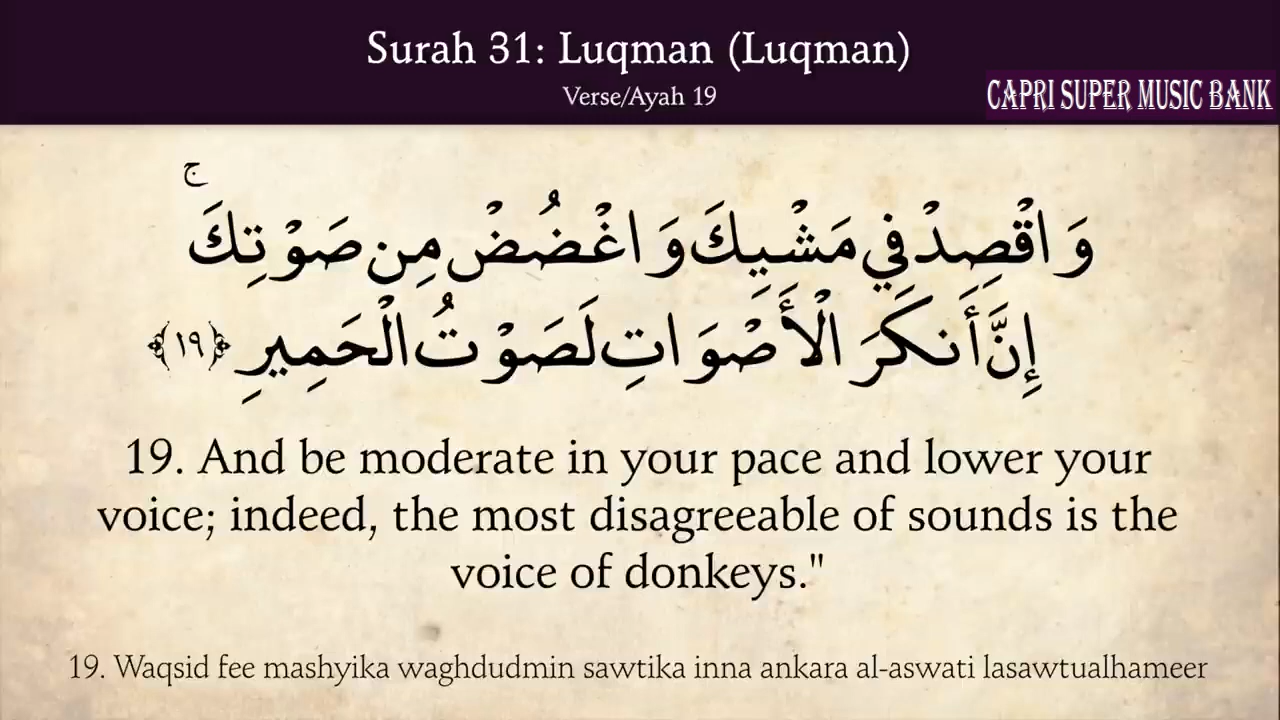 Surah 31: Luqman (Luqman)
Verse/Ayah 19
CAPRI SUPER MUSIC BANK
وَاقْصِدْ فِي مَشْيِكَ وَاغْضُضْ مِن صَوْتِكَ ۚ
إِنَّ أَنكَرَ الْأَصْوَاتِ لَصَوْتُ الْحَمِيرِ ﴿١٩﴾
19. And be moderate in your pace and lower your
voice; indeed, the most disagreeable of sounds is the
voice of donkeys."
19. Waqsid fee mashyika waghdudmin sawtika inna ankara al-aswati lasawtualhameer